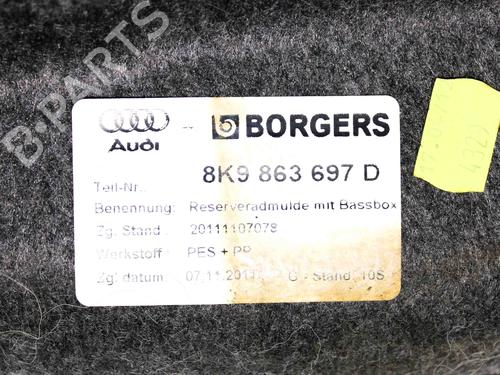 B-PARTS
Audi -- BORGERS
Teil-Nr.: 8K9 863 697 D
Benennung: Reserveradmulde mit Bassbox
Zg. Stand: 20111107078
Werkstoff: PES + PP
Zg. datum: 07.11.2011 G - Stand: 10S